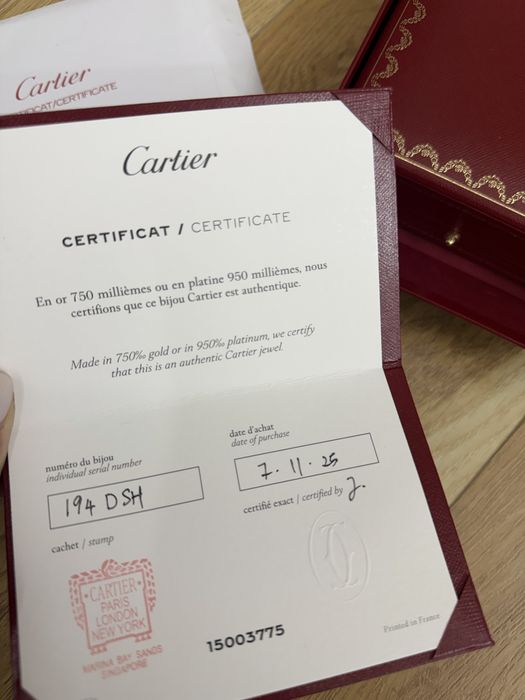 Cartier
CERTIFICAT/CERTIFICATE
Cartier
CERTIFICAT / CERTIFICATE
En or 750 millièmes ou en platine 950 millièmes, nous
certifions que ce bijou Cartier est authentique.
Made in 750‰ gold or in 950‰ platinum, we certify
that this is an authentic Cartier jewel.
numéro du bijou
individual serial number
194 DSH
date d'achat
date of purchase
7.11.25
certifié exact / certified by J.
cachet / stamp
CARTIER
PARIS
LONDON
NEW YORK
MARINA BAY SANDS
SINGAPORE
15003775
Printed in France